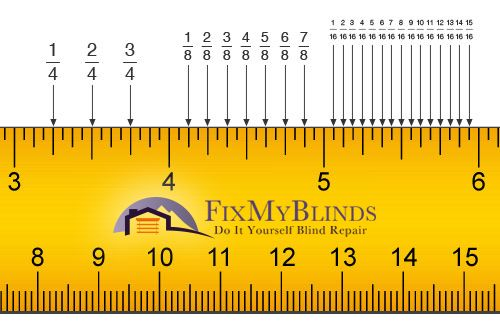 1/4 2/4 3/4
1/8 2/8 3/8 4/8 5/8 6/8 7/8
1/16 2/16 3/16 4/16 5/16 6/16 7/16 8/16 9/16 10/16 11/16 12/16 13/16 14/16 15/16
3 4 5 6
FixMyBlinds
Do It Yourself Blind Repair
8 9 10 11 12 13 14 15